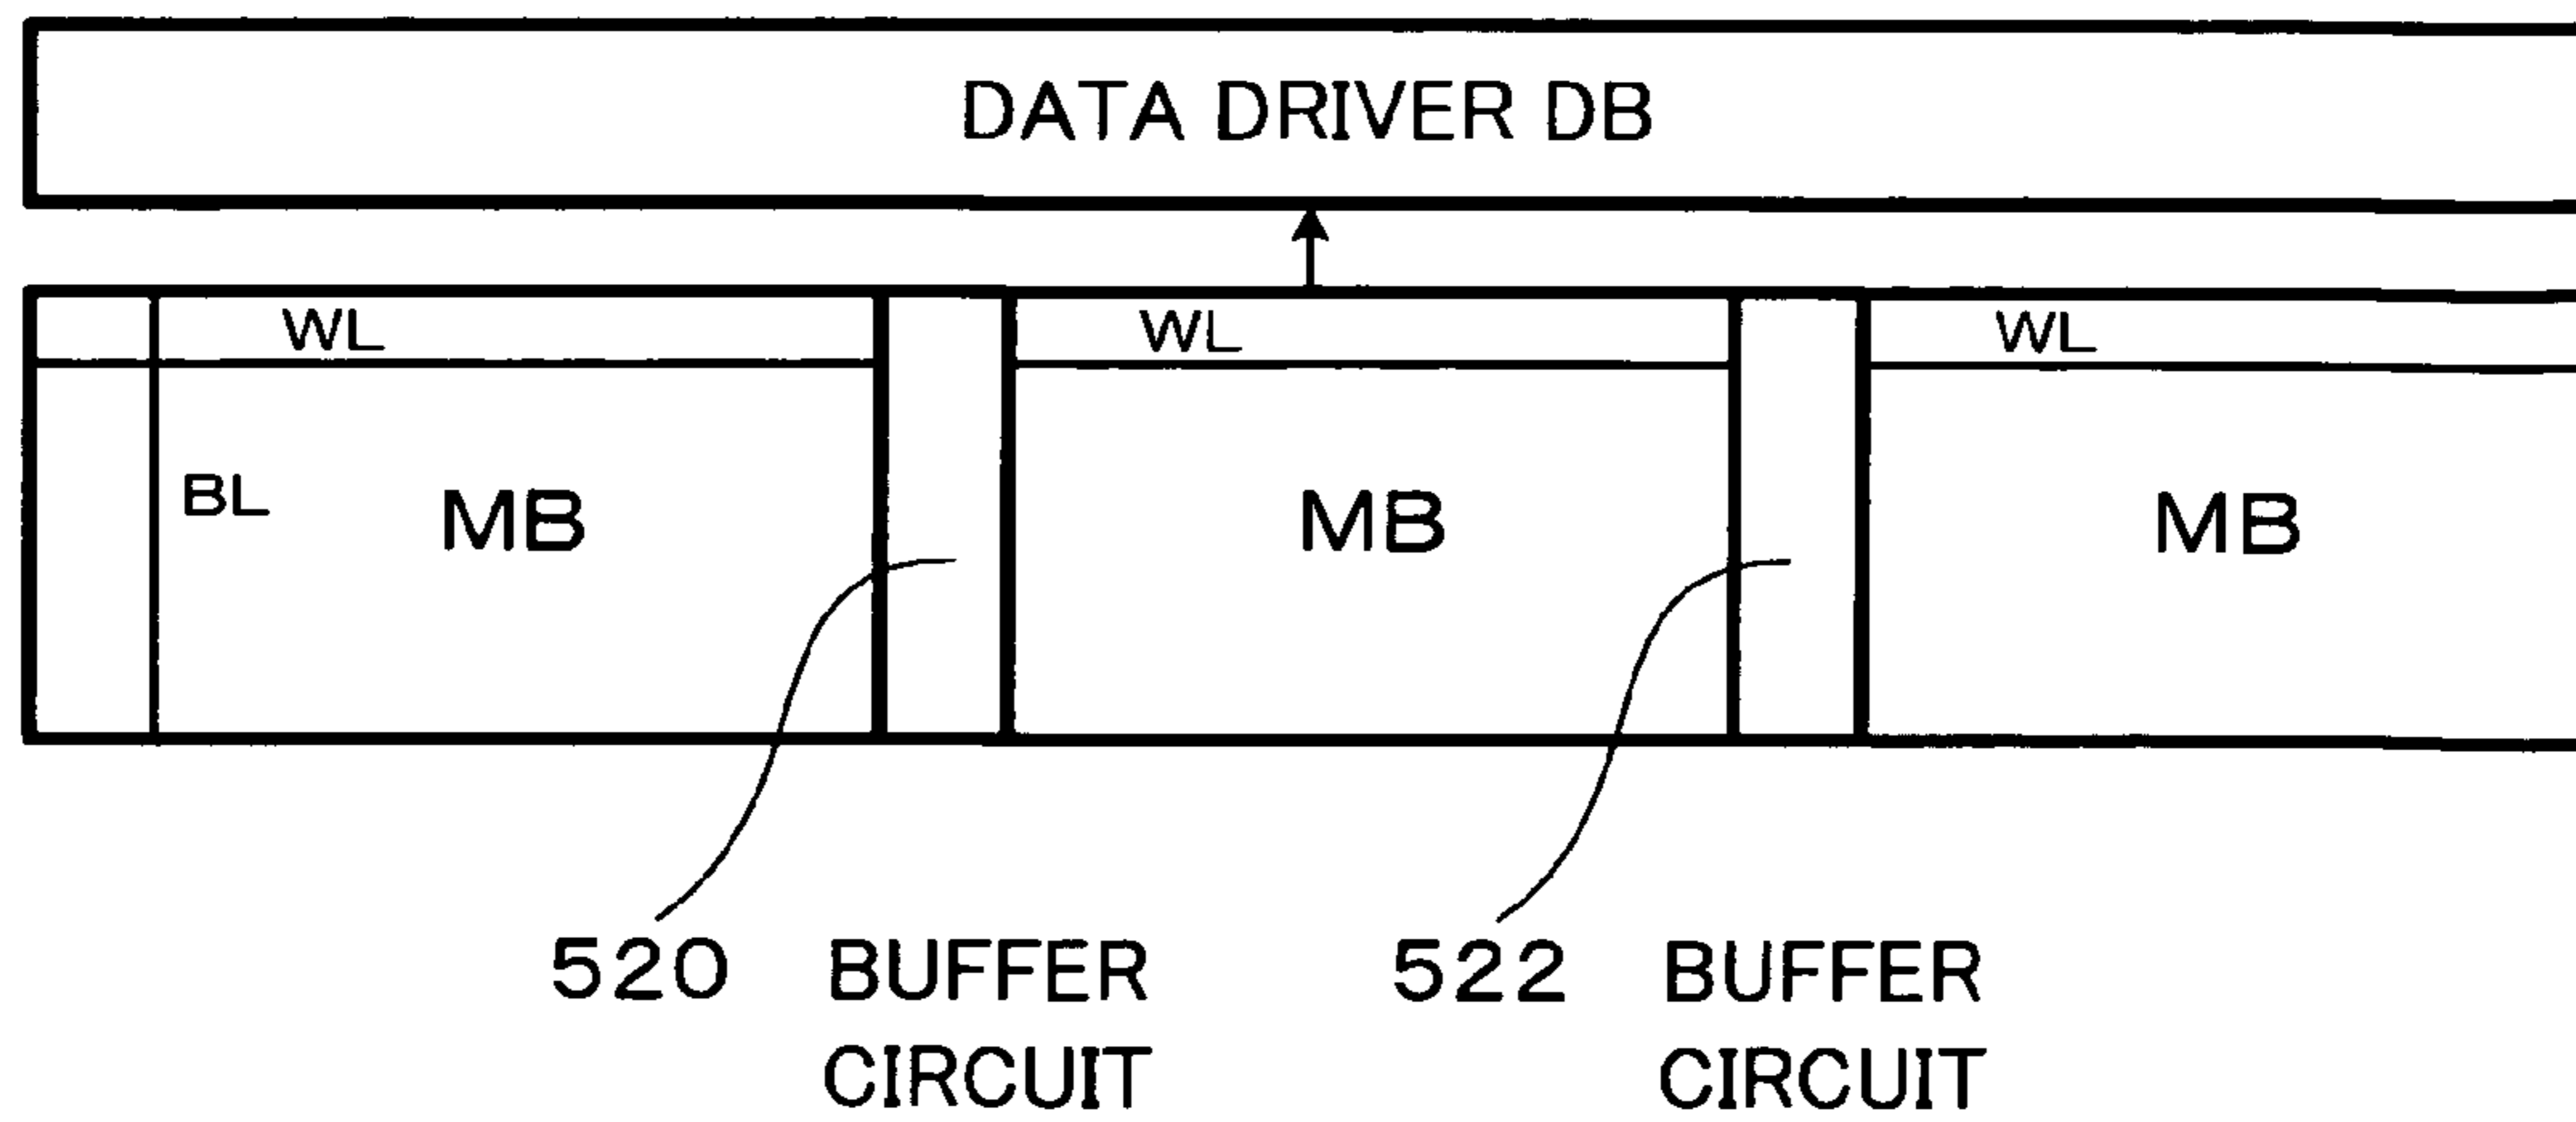 DATA DRIVER DB
WL WL WL
BL MB MB MB
520 BUFFER CIRCUIT
522 BUFFER CIRCUIT